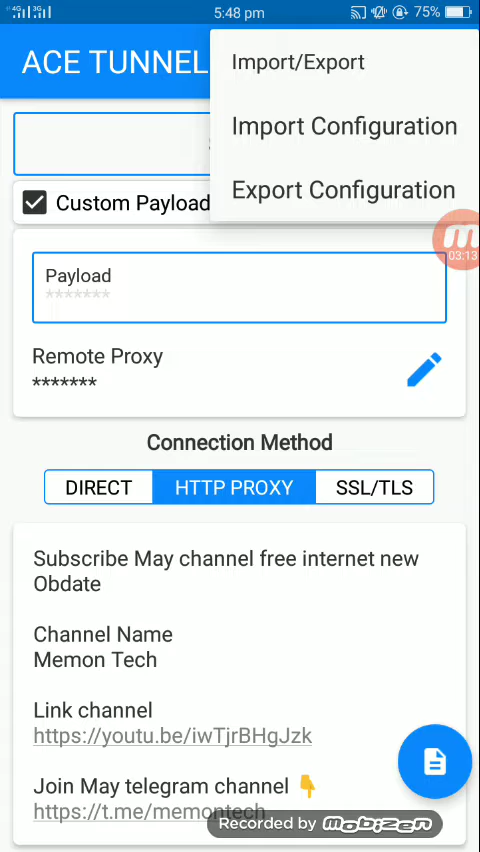 4G 3G 5:48 pm 75%
ACE TUNNEL
Import/Export
Import Configuration
Export Configuration
Custom Payload
03:13
Payload
*******
Remote Proxy
*******
Connection Method
DIRECT HTTP PROXY SSL/TLS
Subscribe May channel free internet new
Obdate
Channel Name
Memon Tech
Link channel
https://youtu.be/iwTjrBHgJzk
Join May telegram channel 👇
https://t.me/memontech
Recorded by mobizen